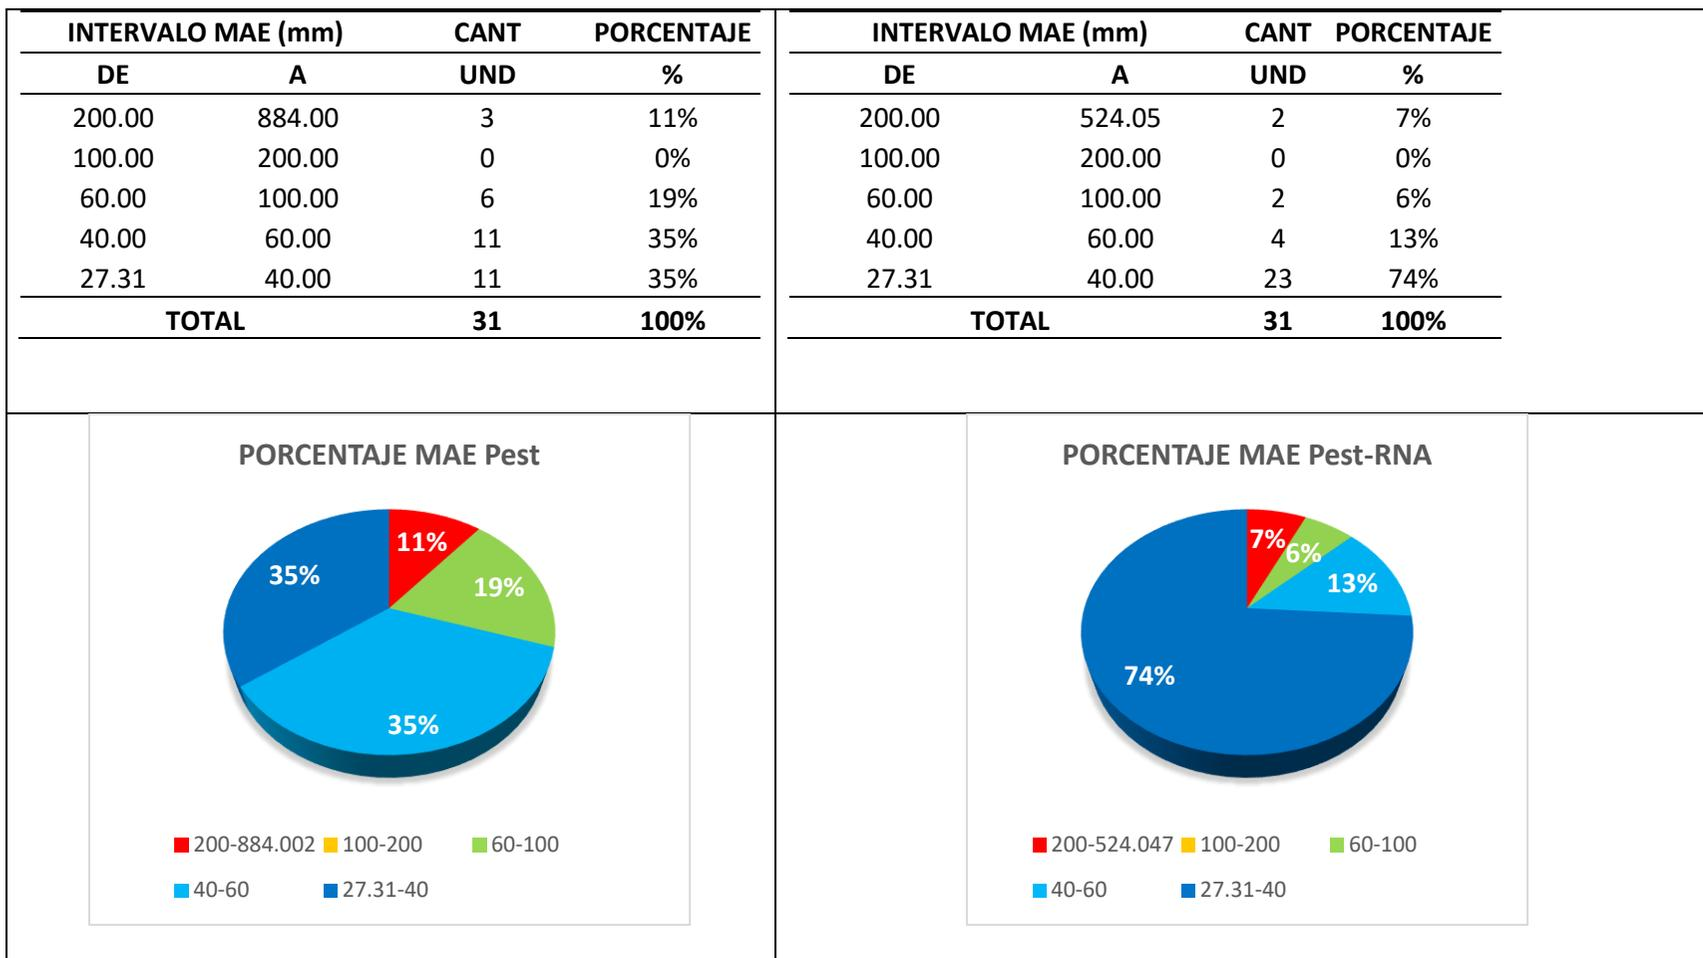 INTERVALO MAE (mm) CANT PORCENTAJE
DE A UND %
200.00 884.00 3 11%
100.00 200.00 0 0%
60.00 100.00 6 19%
40.00 60.00 11 35%
27.31 40.00 11 35%
TOTAL 31 100%
INTERVALO MAE (mm) CANT PORCENTAJE
DE A UND %
200.00 524.05 2 7%
100.00 200.00 0 0%
60.00 100.00 2 6%
40.00 60.00 4 13%
27.31 40.00 23 74%
TOTAL 31 100%
PORCENTAJE MAE Pest
11%
19%
35%
35%
200-884.002 100-200 60-100
40-60 27.31-40
PORCENTAJE MAE Pest-RNA
7%
6%
13%
74%
200-524.047 100-200 60-100
40-60 27.31-40